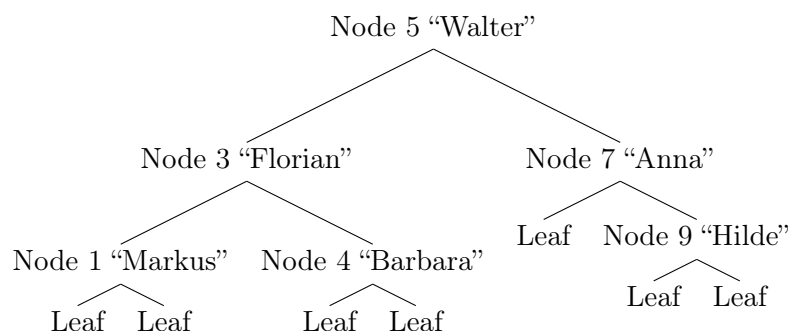 Node 5 “Walter”
Node 3 “Florian”
Node 7 “Anna”
Leaf
Node 9 “Hilde”
Node 1 “Markus”
Node 4 “Barbara”
Leaf
Leaf
Leaf
Leaf
Leaf
Leaf